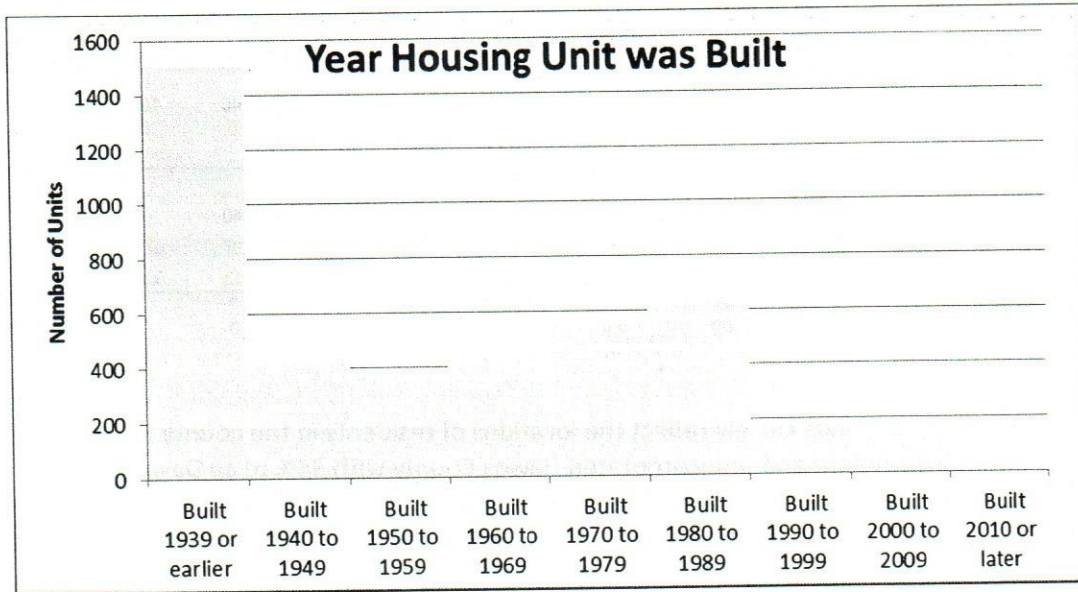 Year Housing Unit was Built
1600
1400
1200
1000
800
600
400
200
0
Number of Units
Built 1939 or earlier
Built 1940 to 1949
Built 1950 to 1959
Built 1960 to 1969
Built 1970 to 1979
Built 1980 to 1989
Built 1990 to 1999
Built 2000 to 2009
Built 2010 or later